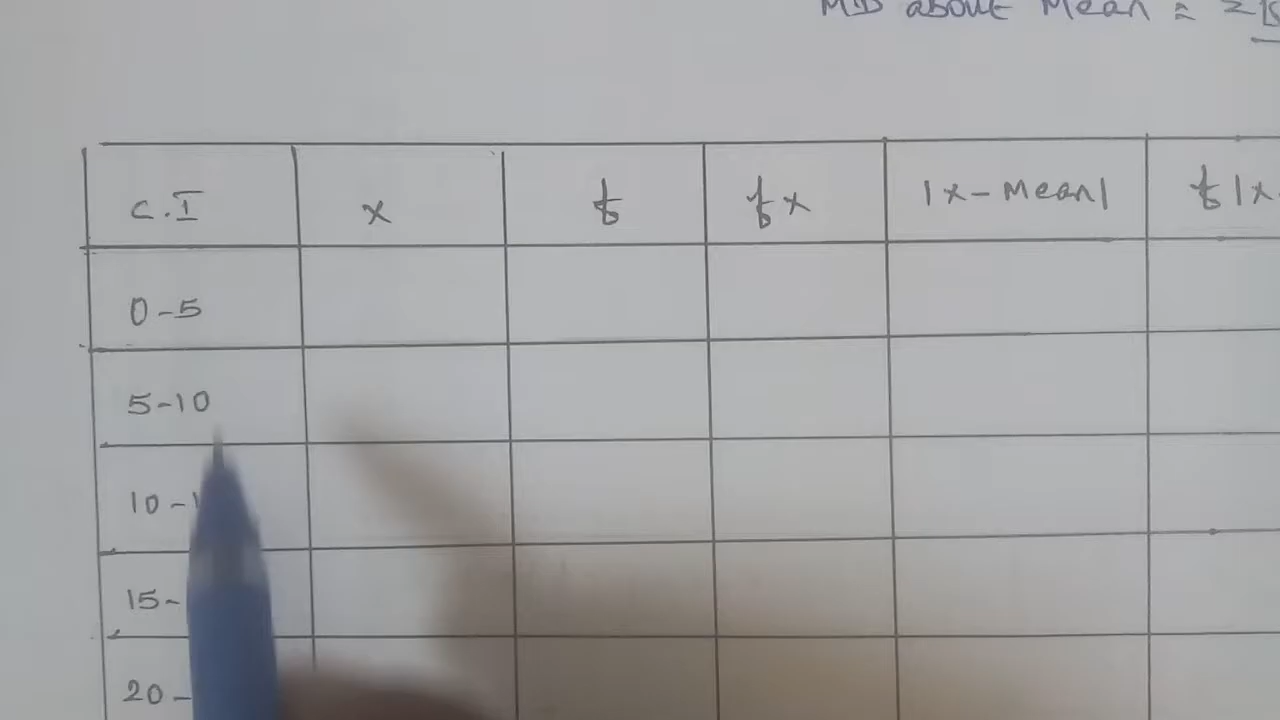 MD about Mean =
C.I x f fx |x-Mean| f|x
0-5
5-10
10-
15-
20-